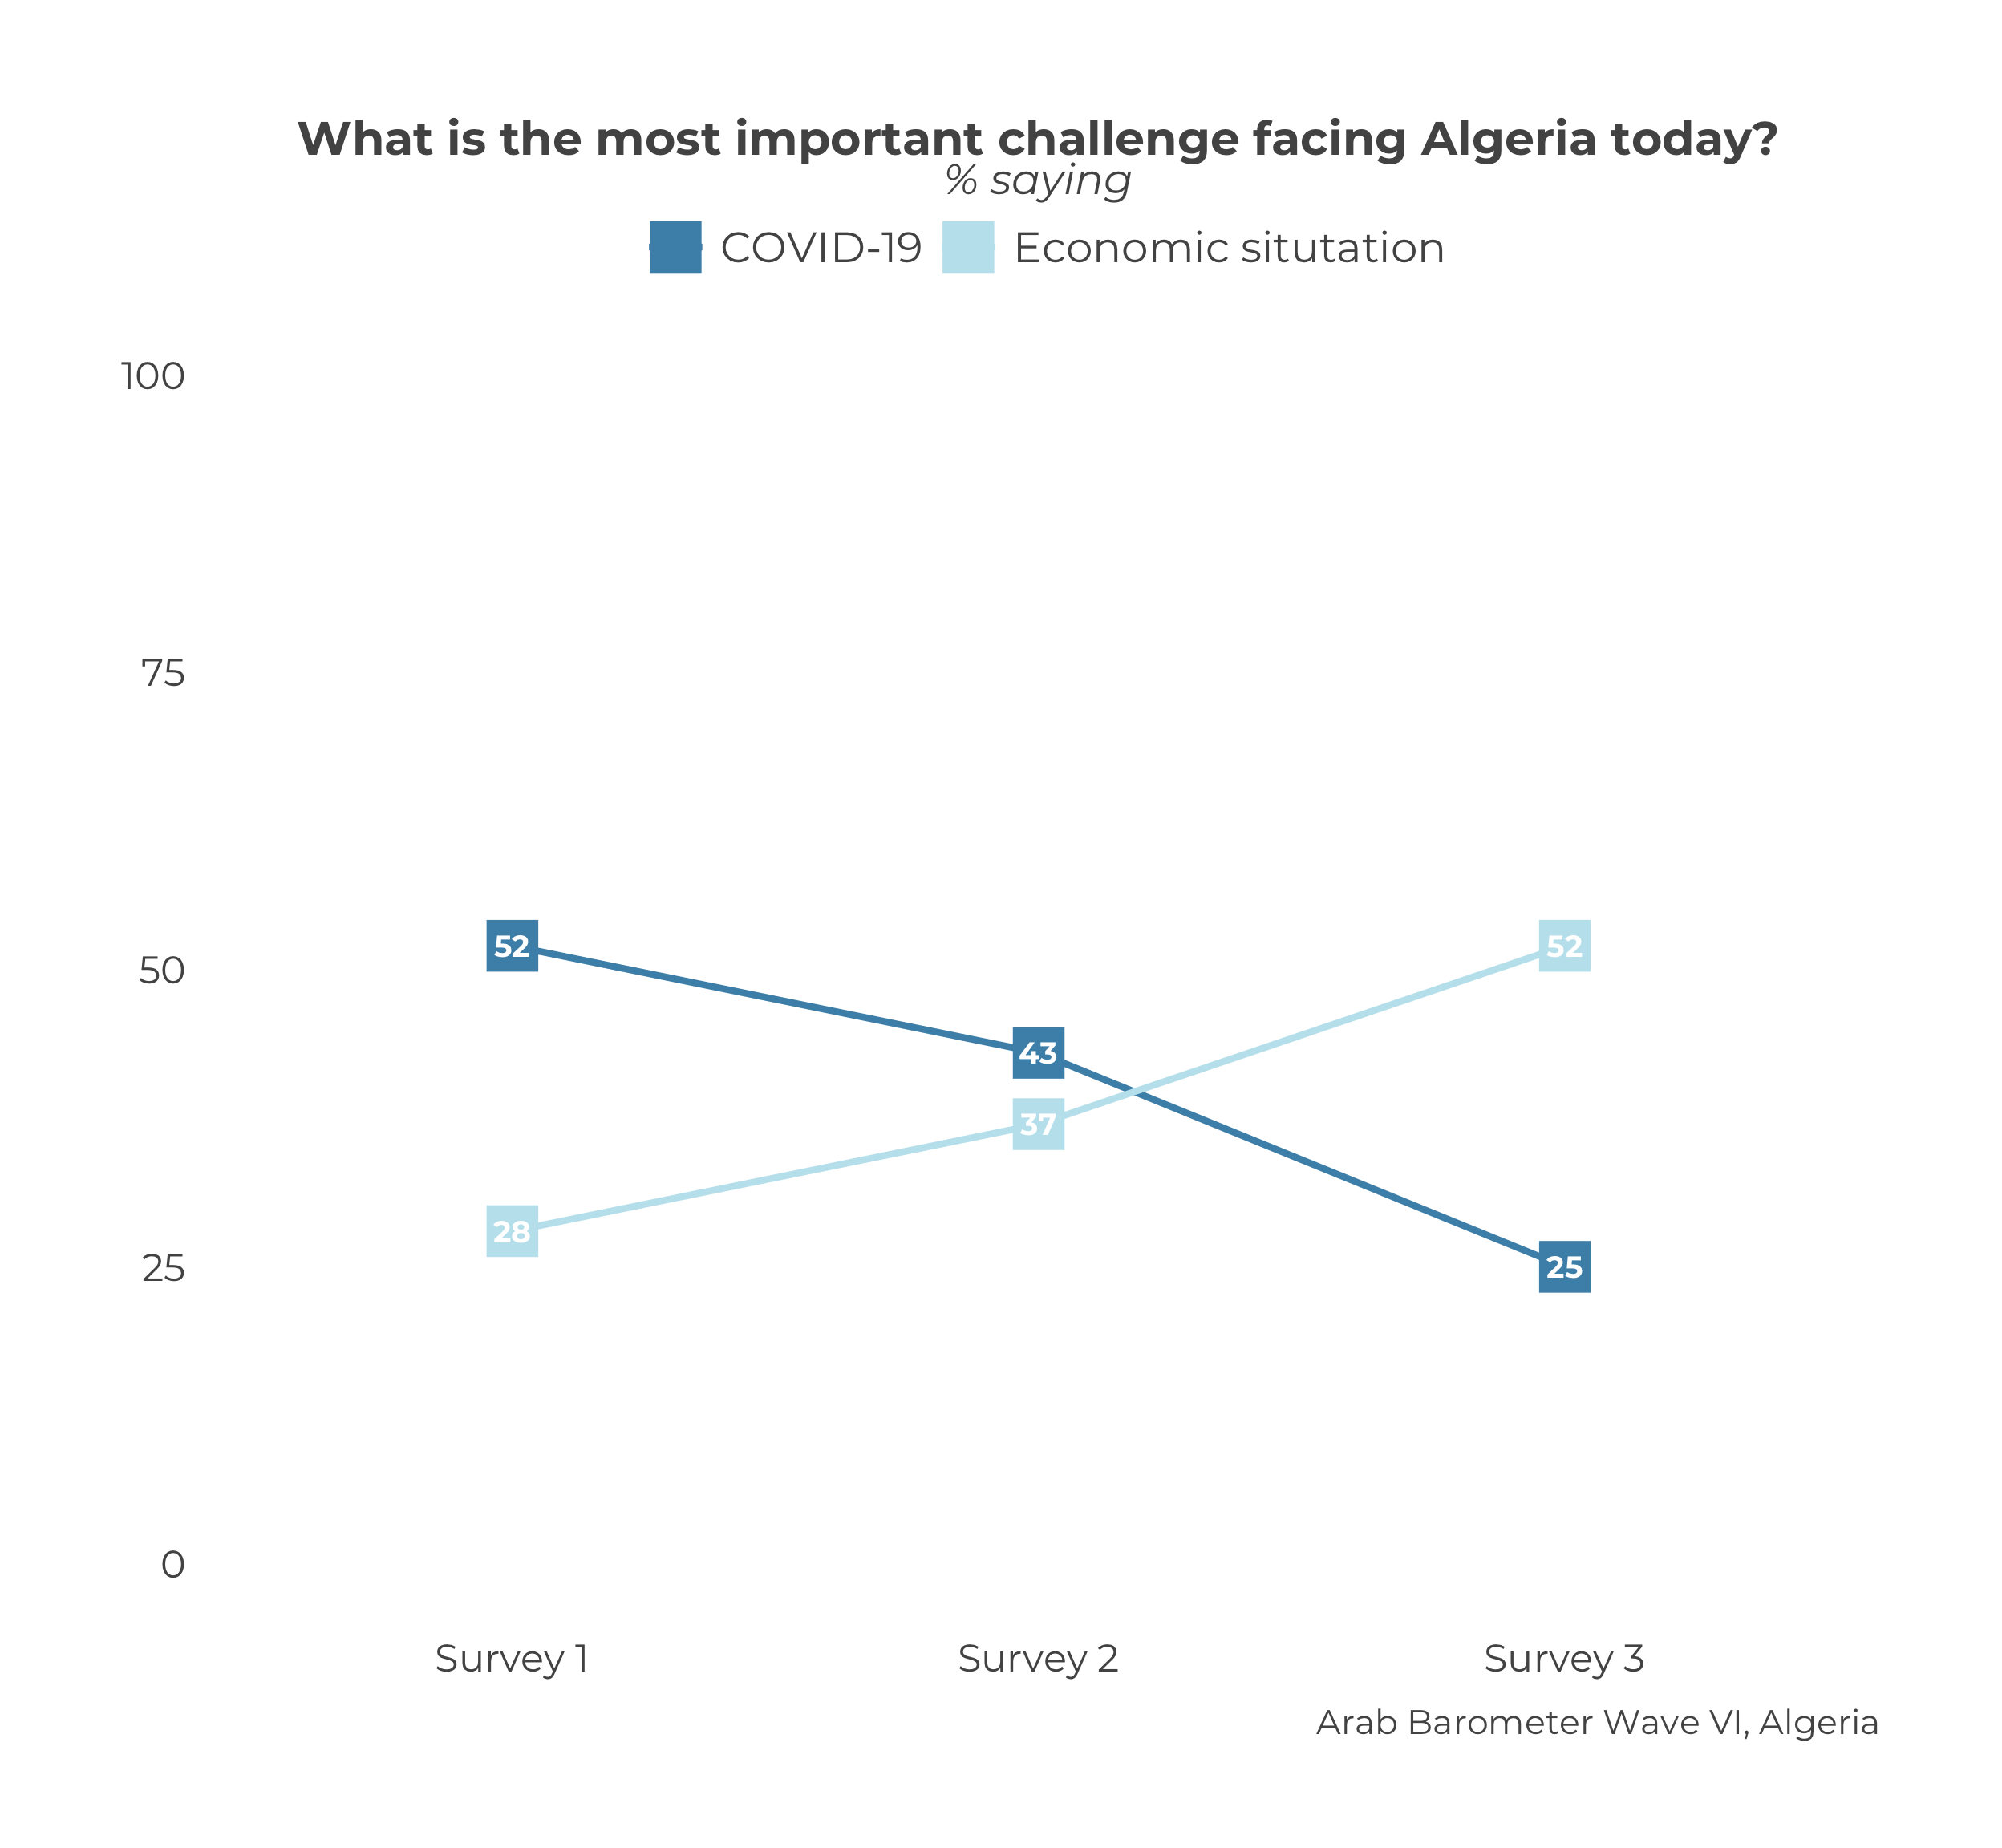 What is the most important challenge facing Algeria today?
% saying
COVID-19 Economic situtation
100
75
50
25
0
52
43
25
28
37
52
Survey 1 Survey 2 Survey 3
Arab Barometer Wave VI, Algeria